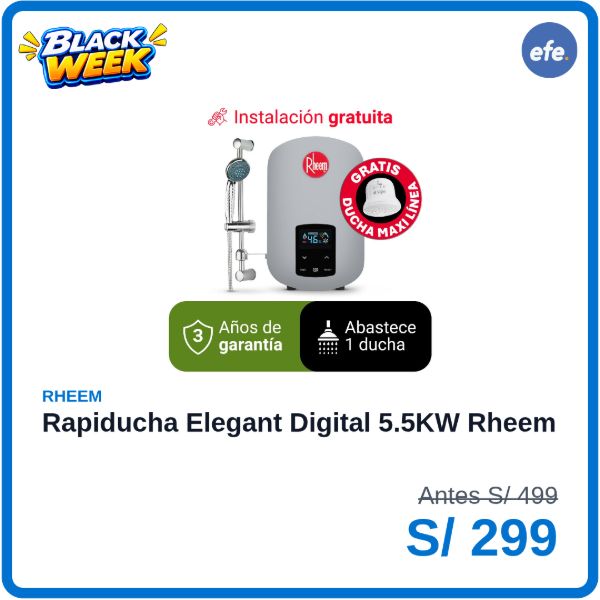 BLACK
WEEK
efe.
Instalación gratuita
Rheem
GRATIS
DUCHA MAXI LÍNEA
46
3
Años de
garantía
Abastece
1 ducha
RHEEM
Rapiducha Elegant Digital 5.5KW Rheem
Antes S/ 499
S/ 299